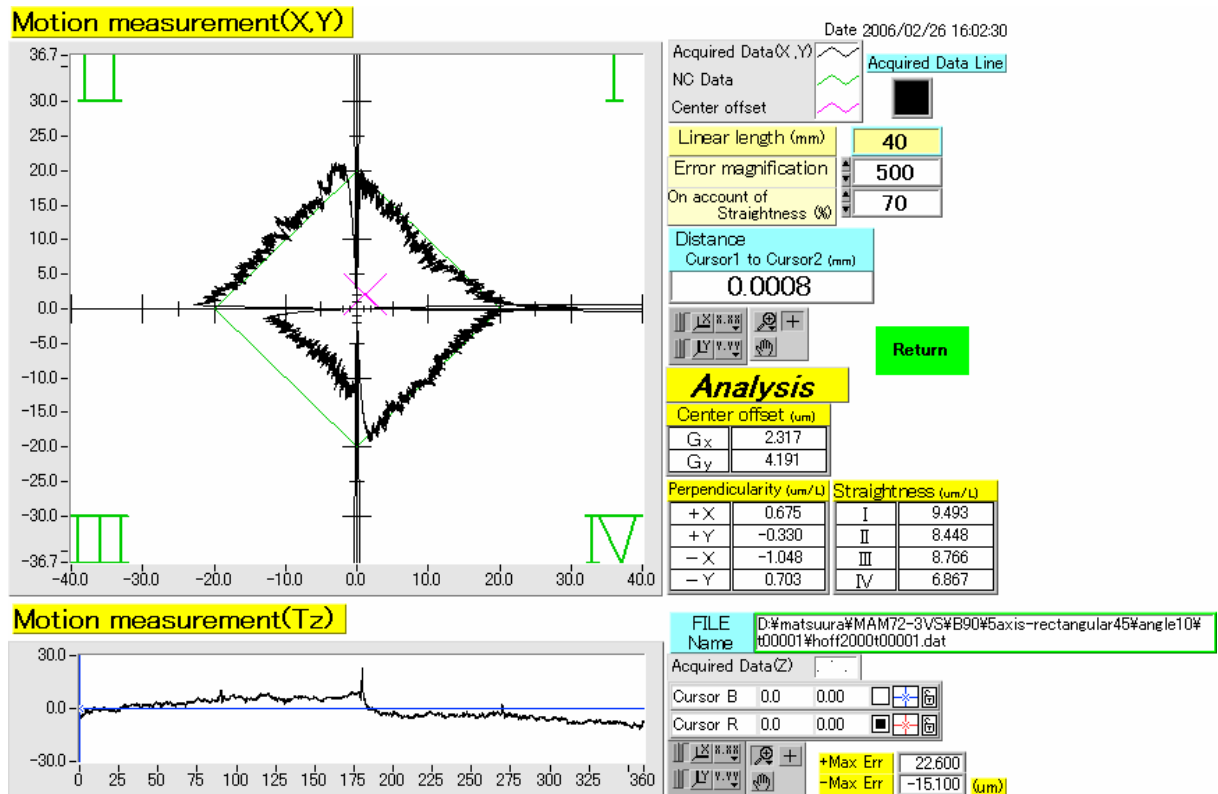 Motion measurement(X,Y)
Date 2006/02/26 16:02:30
36.7
30.0
25.0
20.0
15.0
10.0
5.0
0.0
-5.0
-10.0
-15.0
-20.0
-25.0
-30.0
-36.7
-40.0 -20.0 -10.0 0.0 10.0 20.0 30.0 40.0
II I
III IV
Acquired Data(X,Y)
NC Data
Center offset
Acquired Data Line
Linear length (mm) 40
Error magnification 500
On account of
Straightness (%) 70
Distance
Cursor1 to Cursor2 (mm)
0.0008
X 8.88
Y Y.YY
Return
Analysis
Center offset (um)
Gx 2.317
Gy 4.191
Perpendicularity (um/L) Straightness (um/L)
+X 0.675 I 9.493
+Y -0.330 II 8.448
-X -1.048 III 8.766
-Y 0.703 IV 6.867
Motion measurement(Tz)
30.0
0.0
-30.0
0 25 50 75 100 125 150 175 200 225 250 275 300 360
FILE
Name
D:¥matsuura¥MAM72-3VS¥B90¥5axis-rectangular45¥angle10¥
t00001¥hoff2000t00001.dat
Acquired Data(Z)
Cursor B 0.0 0.00
Cursor R 0.0 0.00
X 8.88
Y Y.YY
+Max Err 22.600
-Max Err -15.100 (um)